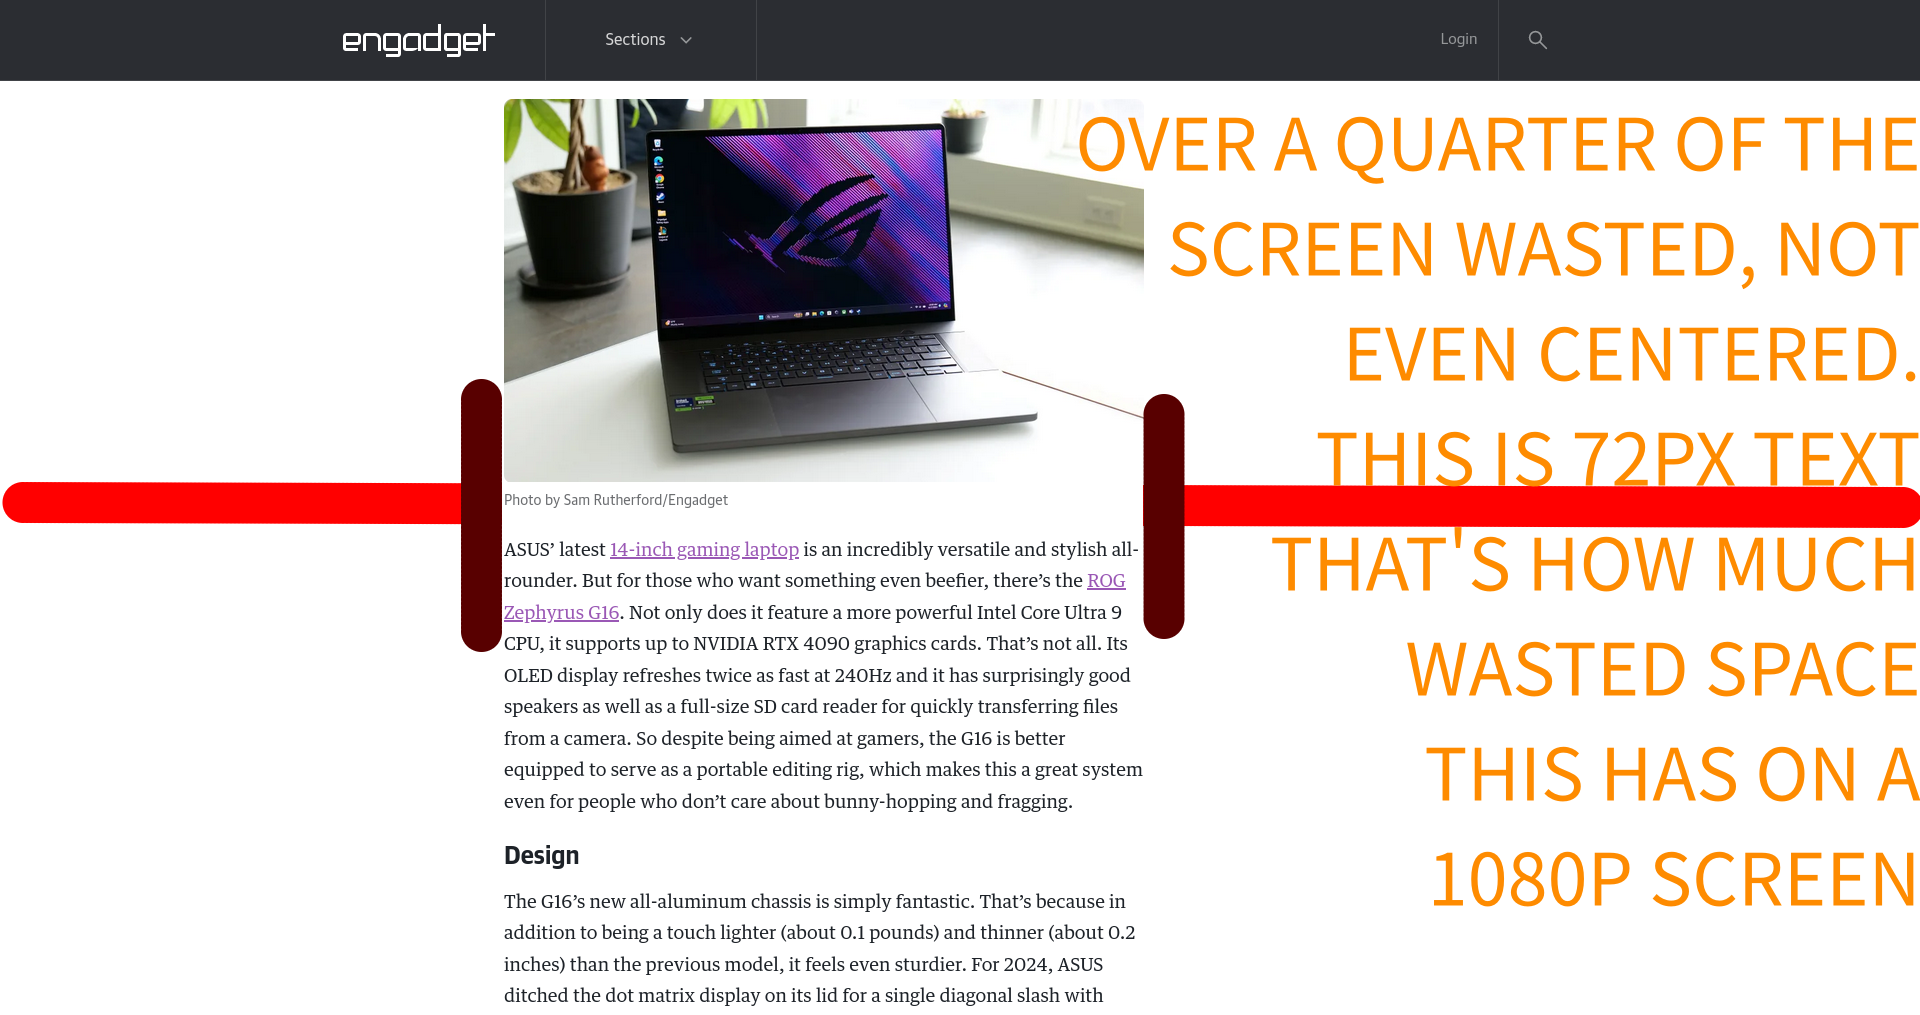 engadget
Sections
Login
OVER A QUARTER OF THE
SCREEN WASTED, NOT
EVEN CENTERED.
THIS IS 72PX TEXT
THAT'S HOW MUCH
WASTED SPACE
THIS HAS ON A
1080P SCREEN
Photo by Sam Rutherford/Engadget
ASUS’ latest 14-inch gaming laptop is an incredibly versatile and stylish all-
rounder. But for those who want something even beefier, there’s the ROG
Zephyrus G16. Not only does it feature a more powerful Intel Core Ultra 9
CPU, it supports up to NVIDIA RTX 4090 graphics cards. That’s not all. Its
OLED display refreshes twice as fast at 240Hz and it has surprisingly good
speakers as well as a full-size SD card reader for quickly transferring files
from a camera. So despite being aimed at gamers, the G16 is better
equipped to serve as a portable editing rig, which makes this a great system
even for people who don’t care about bunny-hopping and fragging.
Design
The G16’s new all-aluminum chassis is simply fantastic. That’s because in
addition to being a touch lighter (about 0.1 pounds) and thinner (about 0.2
inches) than the previous model, it feels even sturdier. For 2024, ASUS
ditched the dot matrix display on its lid for a single diagonal slash with